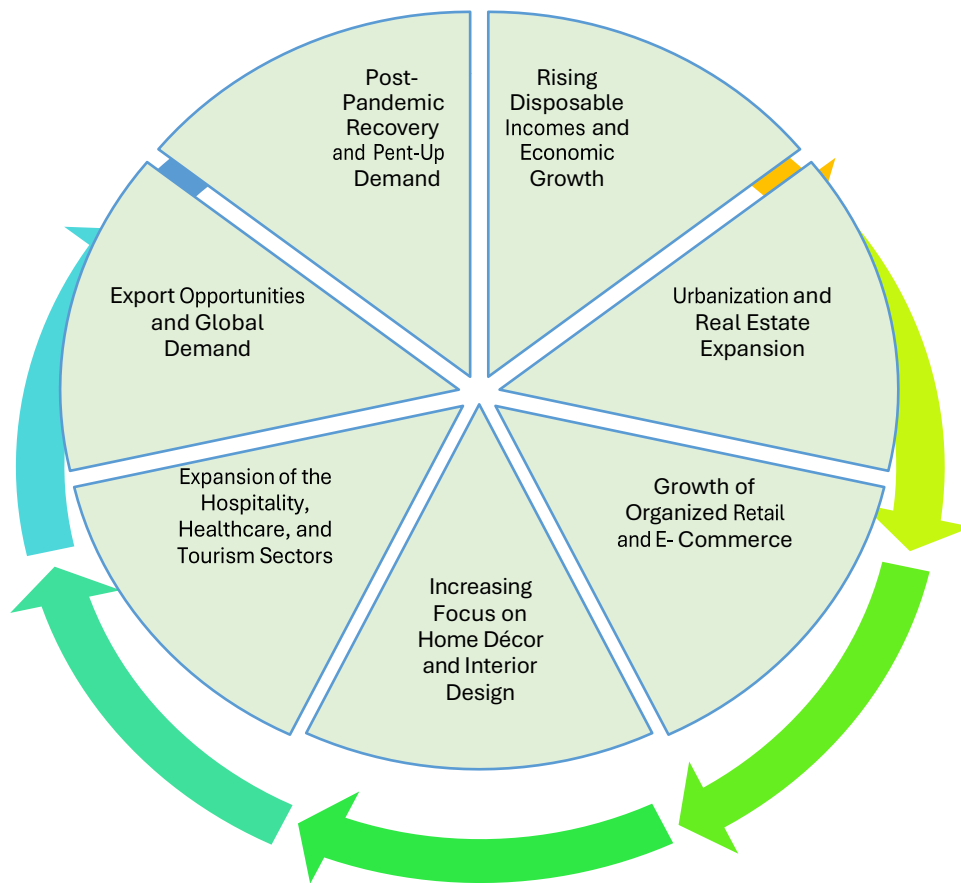 Post-
Pandemic
Recovery
and Pent-Up
Demand
Rising
Disposable
Incomes and
Economic
Growth
Urbanization and
Real Estate
Expansion
Growth of
Organized Retail
and E- Commerce
Increasing
Focus on
Home Décor
and Interior
Design
Expansion of the
Hospitality,
Healthcare, and
Tourism Sectors
Export Opportunities
and Global
Demand